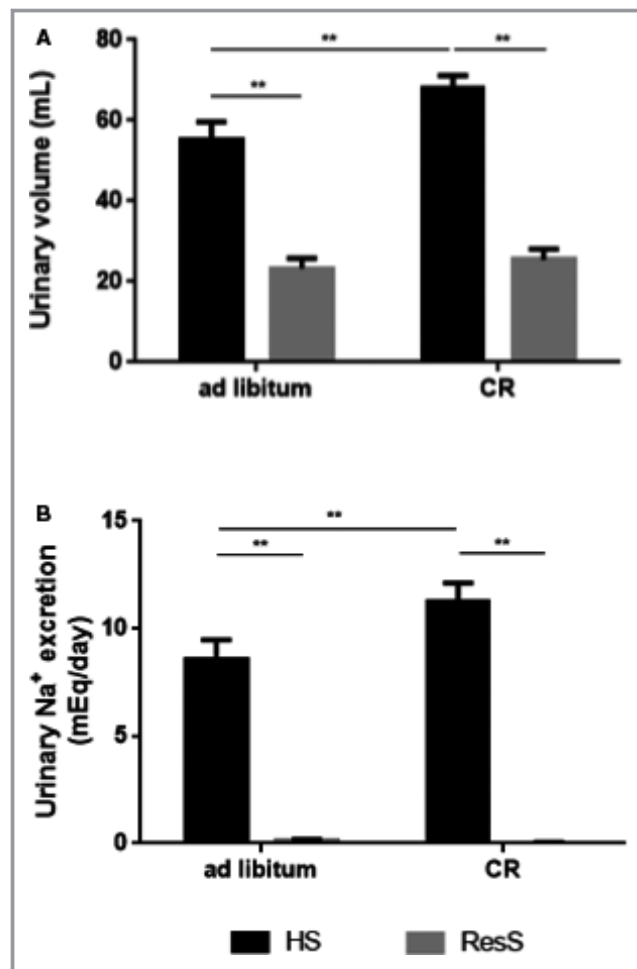 A
Urinary volume (mL)
80
60
40
20
0
**
**
**
ad libitum
CR
B
Urinary Na⁺ excretion
(mEq/day)
15
10
5
0
**
**
**
ad libitum
CR
HS
ResS